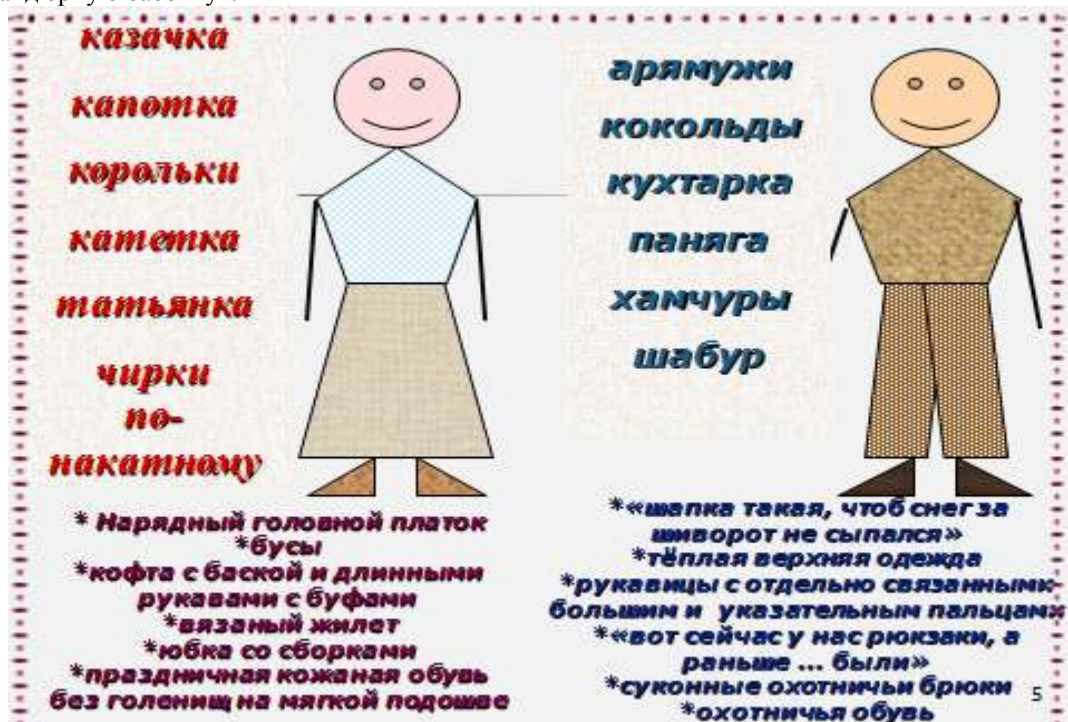 казачка
капотка
корольки
катетка
татьянка
чирки
по-
накатному
* Нарядный головной платок
*бусы
*кофта с баской и длинными
рукавами с буфами
*вязаный жилет
*юбка со сборками
*праздничная кожаная обувь
без голенищ на мягкой подошве
арямужи
кокольды
кухтарка
паняга
хамчуры
шабур
*«шапка такая, чтоб снег за
шиворот не сыпался»
*тёплая верхняя одежда
*рукавицы с отдельно связанными
большим и указательным пальцами
*«вот сейчас у нас рюкзаки, а
раньше ... были»
*суконные охотничьи брюки
*охотничья обувь
5